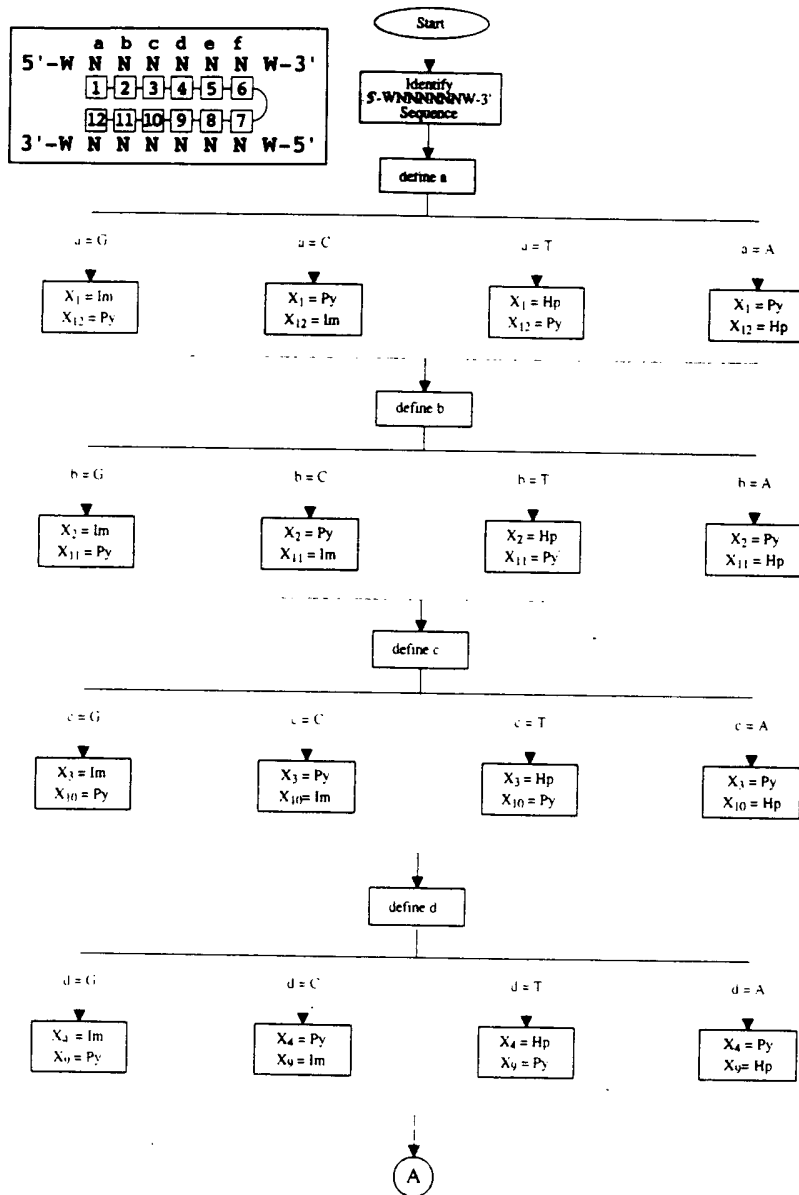 a b c d e f
5'-W N N N N N N W-3'
1 2 3 4 5 6
12 11 10 9 8 7
3'-W N N N N N N W-5'
Start
Identify
5'-WNNNNNNW-3'
Sequence
define a
a = G a = C a = T a = A
X1 = Im X1 = Py X1 = Hp X1 = Py
X12 = Py X12 = Im X12 = Py X12 = Hp
define b
b = G b = C b = T b = A
X2 = Im X2 = Py X2 = Hp X2 = Py
X11 = Py X11 = Im X11 = Py X11 = Hp
define c
c = G c = C c = T c = A
X3 = Im X3 = Py X3 = Hp X3 = Py
X10 = Py X10= Im X10 = Py X10 = Hp
define d
d = G d = C d = T d = A
X4 = Im X4 = Py X4 = Hp X4 = Py
X9 = Py X9 = Im X9 = Py X9= Hp
A